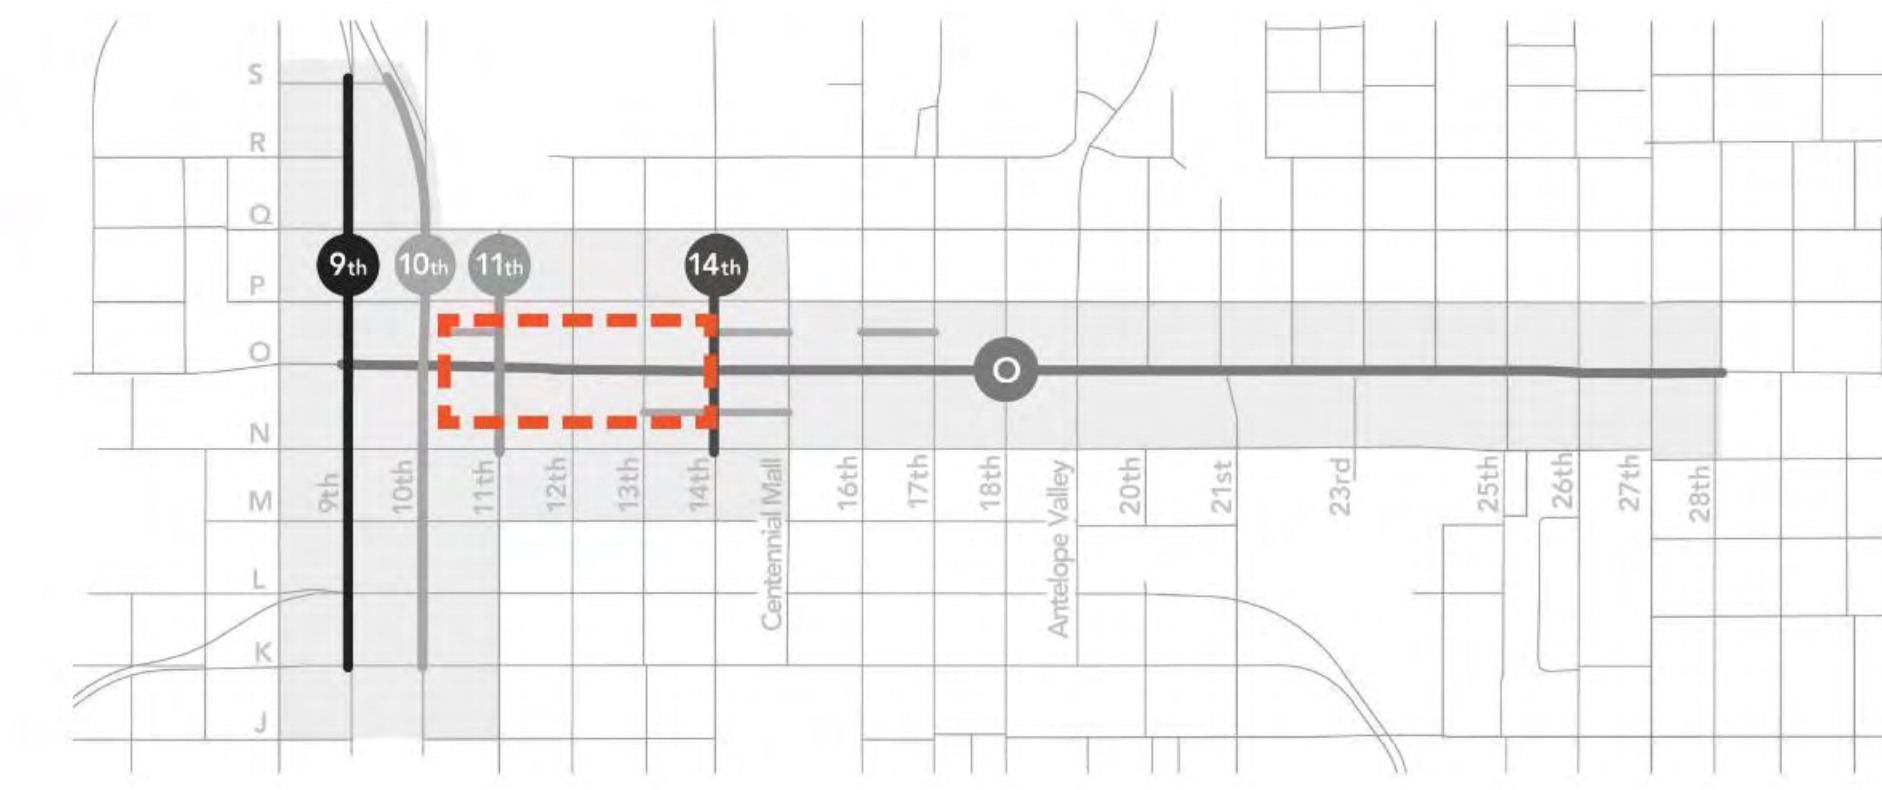 S
R
Q
9th
10th
11th
14th
P
O
O
N
9th
10th
11th
12th
13th
14th
Centennial Mall
16th
17th
18th
Antelope Valley
20th
21st
23rd
25th
26th
27th
28th
M
L
K
J